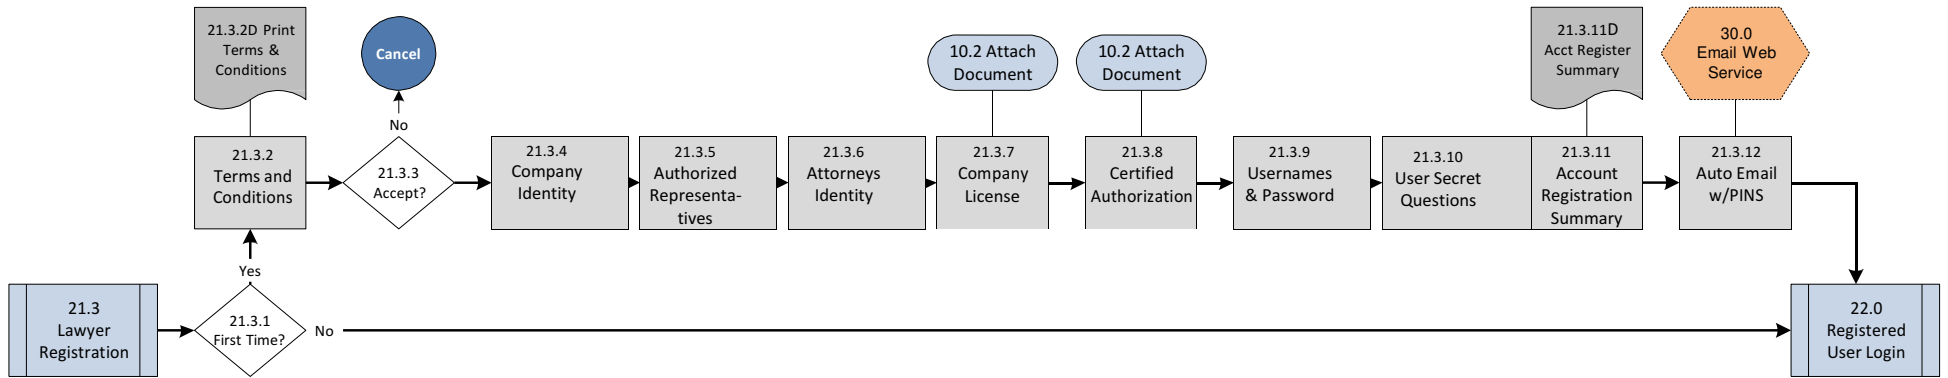 21.3.2D Print
Terms &
Conditions
Cancel
10.2 Attach
Document
10.2 Attach
Document
21.3.11D
Acct Register
Summary
30.0
Email Web
Service
No
21.3.2
Terms and
Conditions
21.3.3
Accept?
21.3.4
Company
Identity
21.3.5
Authorized
Representa-
tives
21.3.6
Attorneys
Identity
21.3.7
Company
License
21.3.8
Certified
Authorization
21.3.9
Usernames
& Password
21.3.10
User Secret
Questions
21.3.11
Account
Registration
Summary
21.3.12
Auto Email
w/PINS
Yes
21.3
Lawyer
Registration
21.3.1
First Time?
No
22.0
Registered
User Login